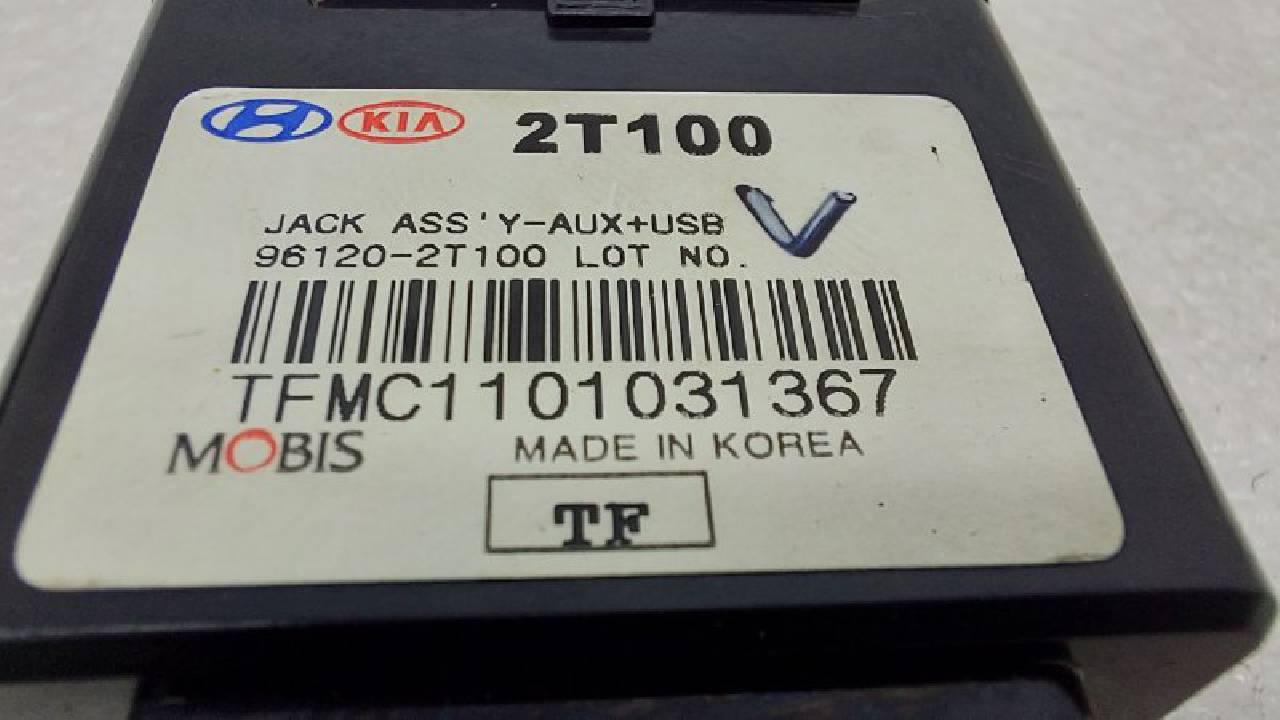 KIA 2T100
JACK ASS'Y-AUX+USB
96120-2T100 LOT NO.
TFMC1101031367
MOBIS MADE IN KOREA
TF